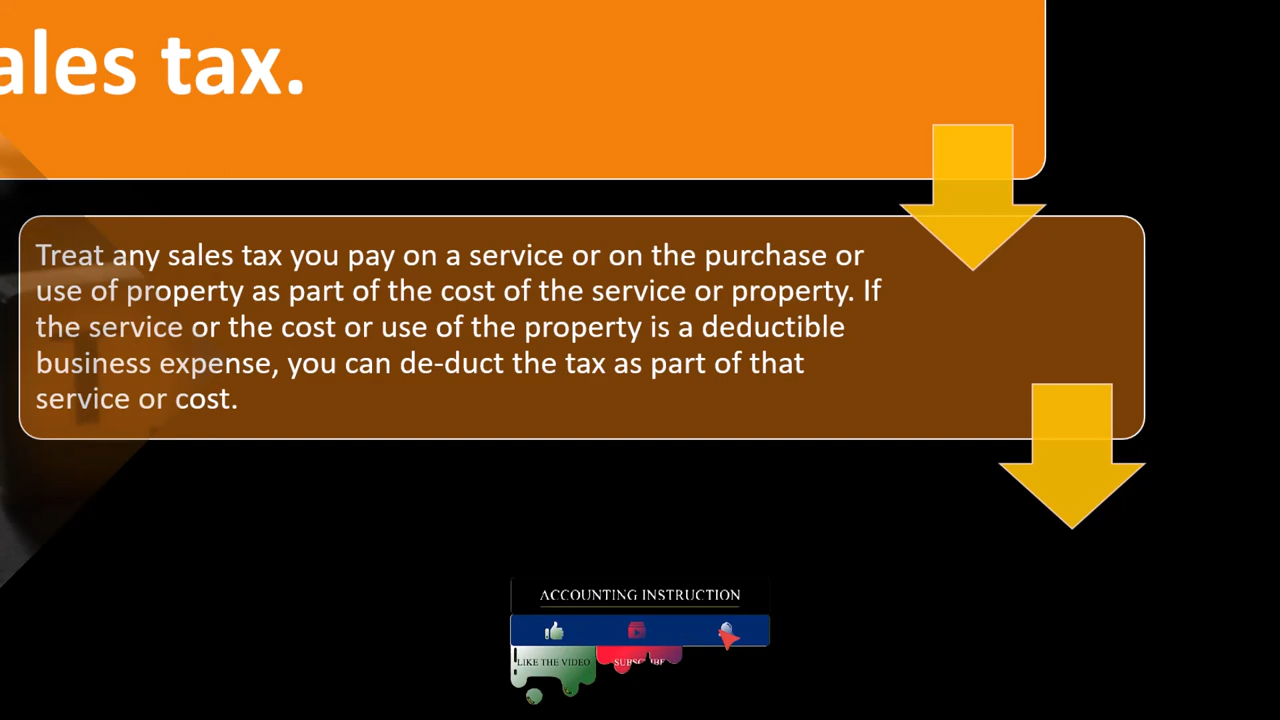 ales tax.
Treat any sales tax you pay on a service or on the purchase or
use of property as part of the cost of the service or property. If
the service or the cost or use of the property is a deductible
business expense, you can de-duct the tax as part of that
service or cost.
ACCOUNTING INSTRUCTION
LIKE THE VIDEO
SUBSCRIBE